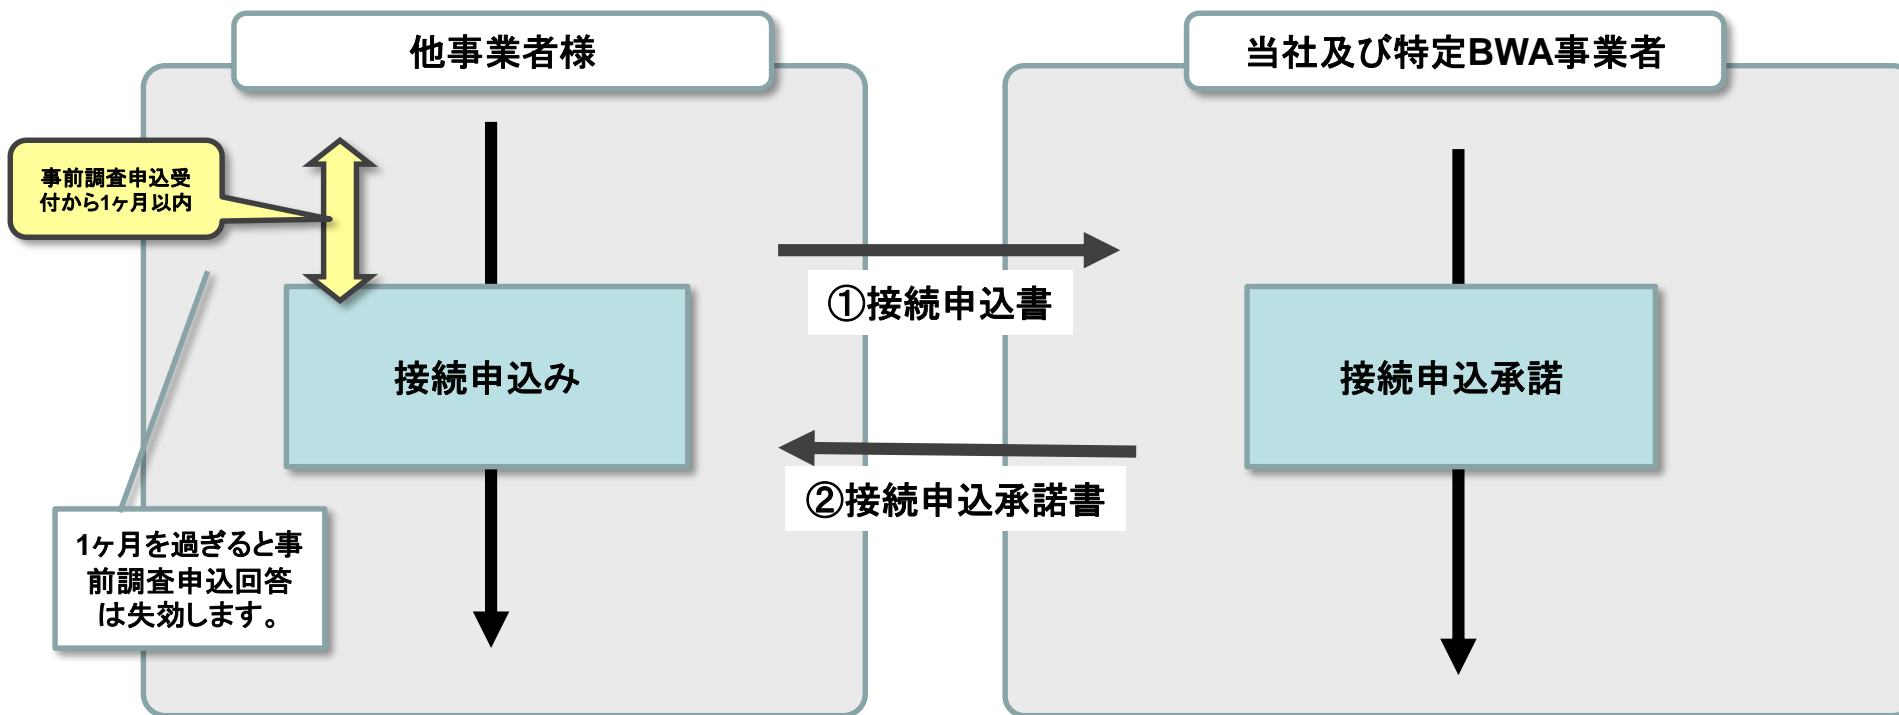 他事業者様
当社及び特定BWA事業者
事前調査申込受
付から1ヶ月以内
①接続申込書
接続申込み
接続申込承諾
②接続申込承諾書
1ヶ月を過ぎると事
前調査申込回答
は失効します。